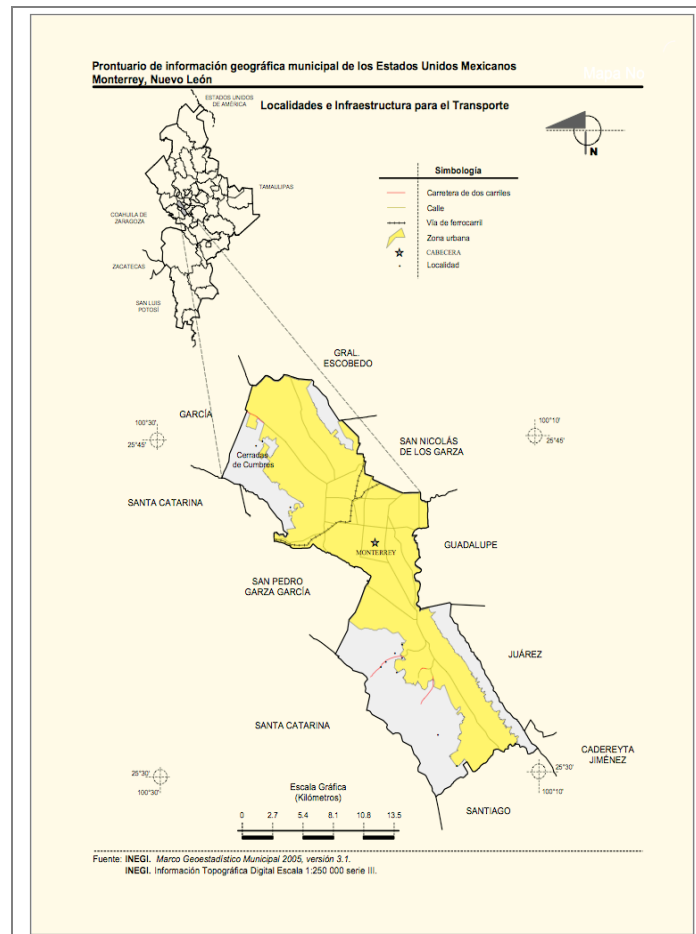 Prontuario de información geográfica municipal de los Estados Unidos Mexicanos
Monterrey, Nuevo León
Mapa No
Localidades e Infraestructura para el Transporte
ESTADOS UNIDOS
DE AMÉRICA
TAMAULIPAS
COAHUILA DE
ZARAGOZA
ZACATECAS
SAN LUIS
POTOSÍ
N
Simbología
Carretera de dos carriles
Calle
Vía de ferrocarril
Zona urbana
CABECERA
Localidad
GRAL.
ESCOBEDO
GARCÍA
100°30'
25°45'
100°10'
25°45'
SAN NICOLÁS
DE LOS GARZA
Cerradas
de Cumbres
SANTA CATARINA
GUADALUPE
MONTERREY
SAN PEDRO
GARZA GARCÍA
JUÁREZ
SANTA CATARINA
CADEREYTA
JIMÉNEZ
25°30'
100°30'
25°30'
100°10'
SANTIAGO
Escala Gráfica
(Kilómetros)
0 2.7 5.4 8.1 10.8 13.5
Fuente: INEGI. Marco Geoestadístico Municipal 2005, versión 3.1.
INEGI. Información Topográfica Digital Escala 1:250 000 serie III.